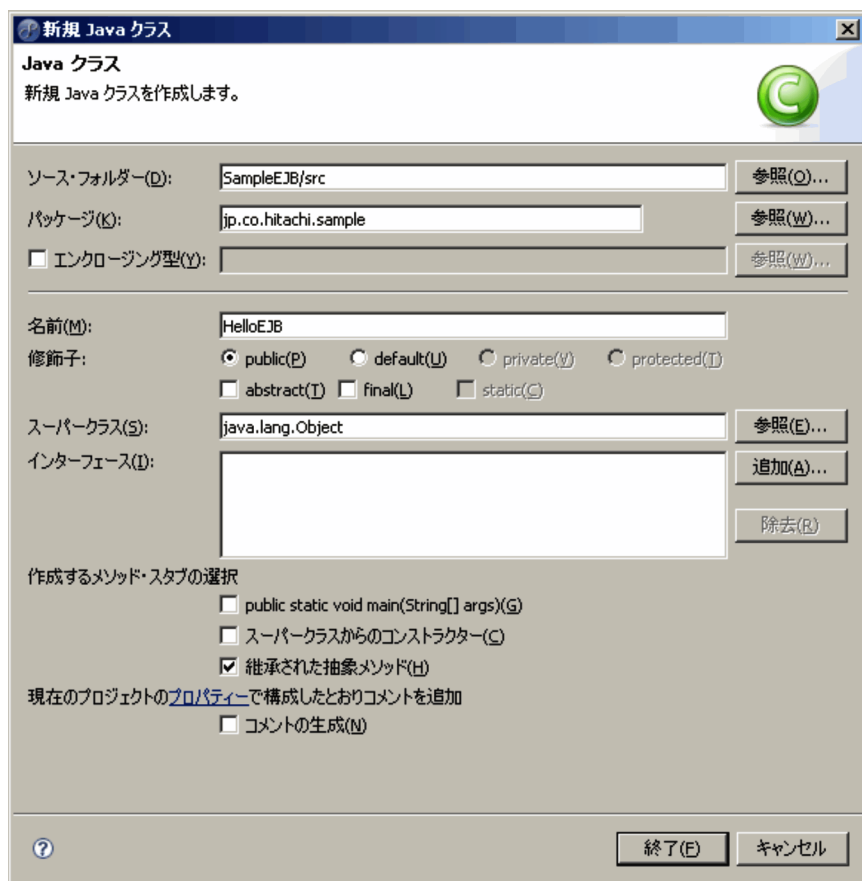 新規 Java クラス
Java クラス
新規 Java クラスを作成します。
C
ソース・フォルダー(D): SampleEJB/src 参照(O)...
パッケージ(K): jp.co.hitachi.sample 参照(W)...
エンクロージング型(Y): 参照(W)...
名前(M): HelloEJB
修飾子: public(P) default(U) private(V) protected(T)
abstract(T) final(L) static(C)
スーパークラス(S): java.lang.Object 参照(E)...
インターフェース(I): 追加(A)...
除去(R)
作成するメソッド・スタブの選択
public static void main(String[] args)(G)
スーパークラスからのコンストラクター(C)
継承された抽象メソッド(H)
現在のプロジェクトのプロパティーで構成したとおりコメントを追加
コメントの生成(N)
? 終了(F) キャンセル